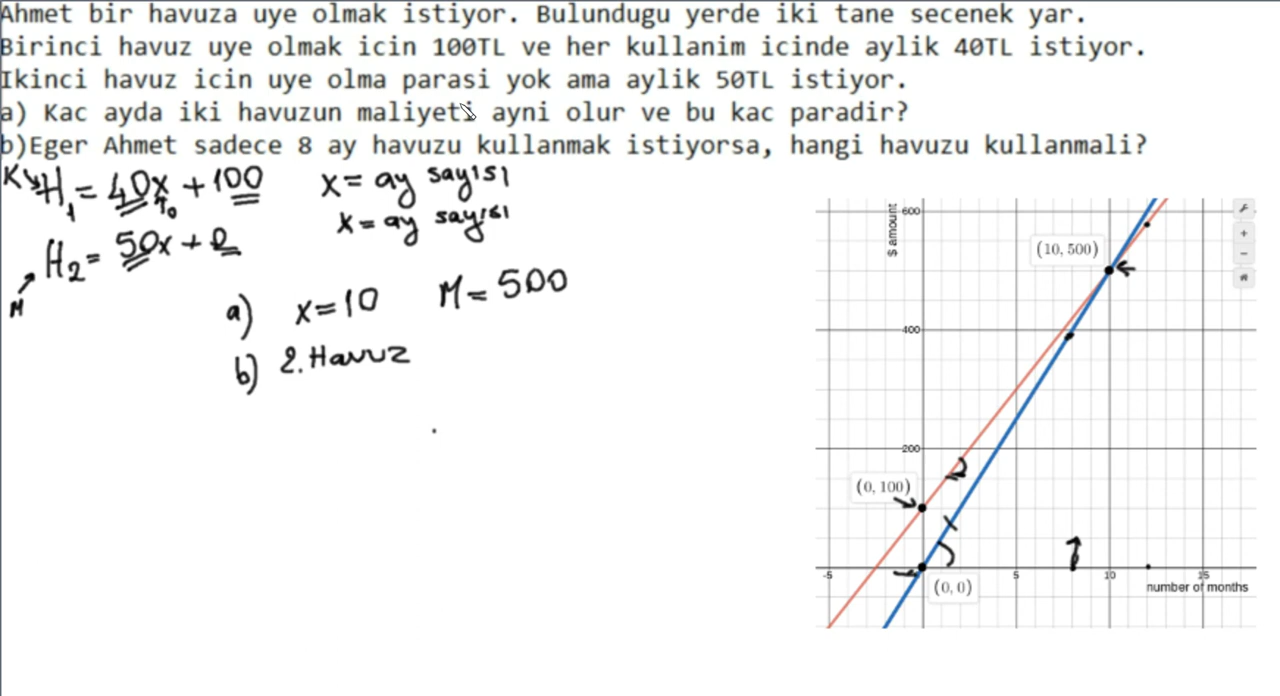 Ahmet bir havuza uye olmak istiyor. Bulundugu yerde iki tane secenek yar.
Birinci havuz uye olmak icin 100TL ve her kullanim icinde aylik 40TL istiyor.
Ikinci havuz icin uye olma parasi yok ama aylik 50TL istiyor.
a) Kac ayda iki havuzun maliyeti ayni olur ve bu kac paradir?
b)Eger Ahmet sadece 8 ay havuzu kullanmak istiyorsa, hangi havuzu kullanmali?
H₁ = 40x + 100 x = ay sayısı
x = ay sayısı
H₂ = 50x + 0
M
a) x = 10 M = 500
b) 2. Havuz
$ amount
600
(10, 500)
400
200
(0, 100)
-5 5 10 15
(0, 0)
number of months